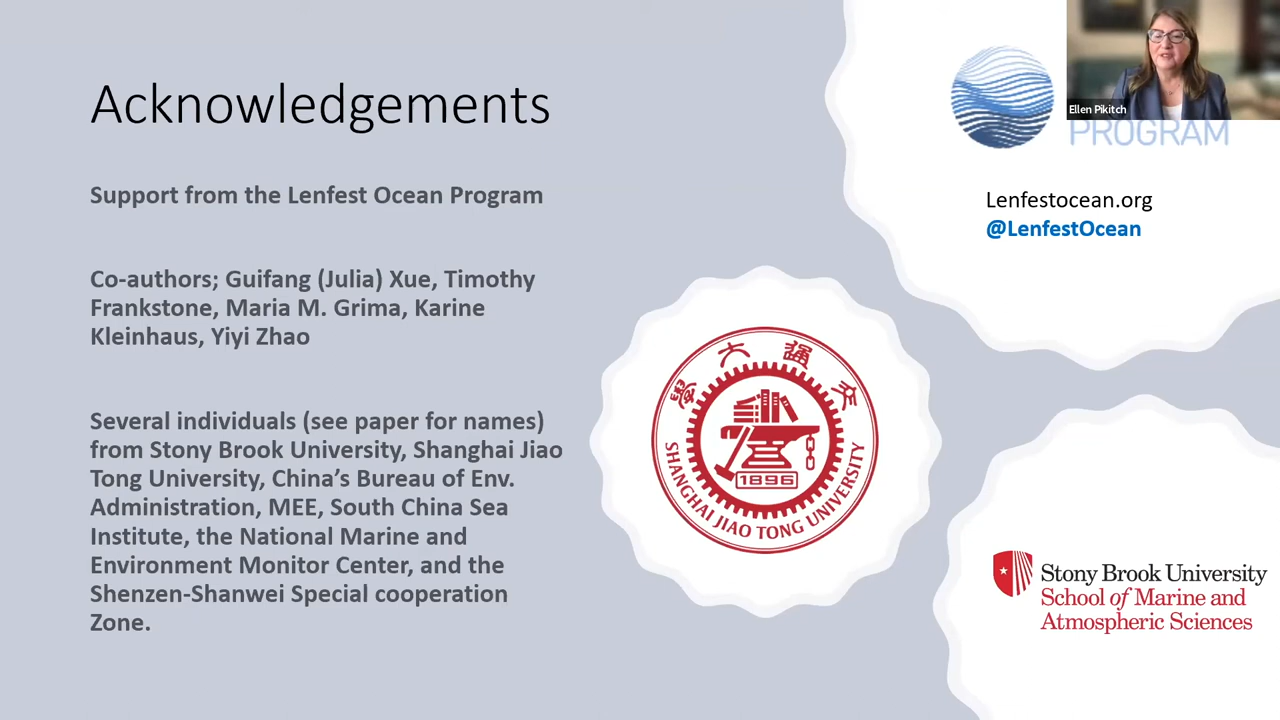 Acknowledgements
Support from the Lenfest Ocean Program
Co-authors; Guifang (Julia) Xue, Timothy
Frankstone, Maria M. Grima, Karine
Kleinhaus, Yiyi Zhao
Several individuals (see paper for names)
from Stony Brook University, Shanghai Jiao
Tong University, China’s Bureau of Env.
Administration, MEE, South China Sea
Institute, the National Marine and
Environment Monitor Center, and the
Shenzen-Shanwei Special cooperation
Zone.
Ellen Pikitch
PROGRAM
Lenfestocean.org
@LenfestOcean
學大通交
1896
SHANGHAI JIAO TONG UNIVERSITY
Stony Brook University
School of Marine and
Atmospheric Sciences